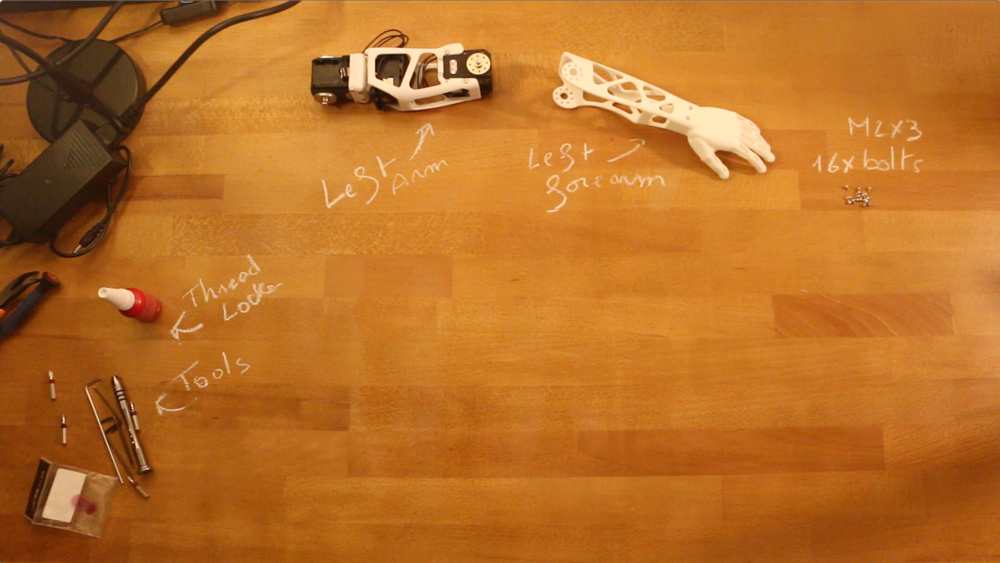 Left Arm
Left
forearm
M2x3
16x bolts
Thread
Locker
Tools